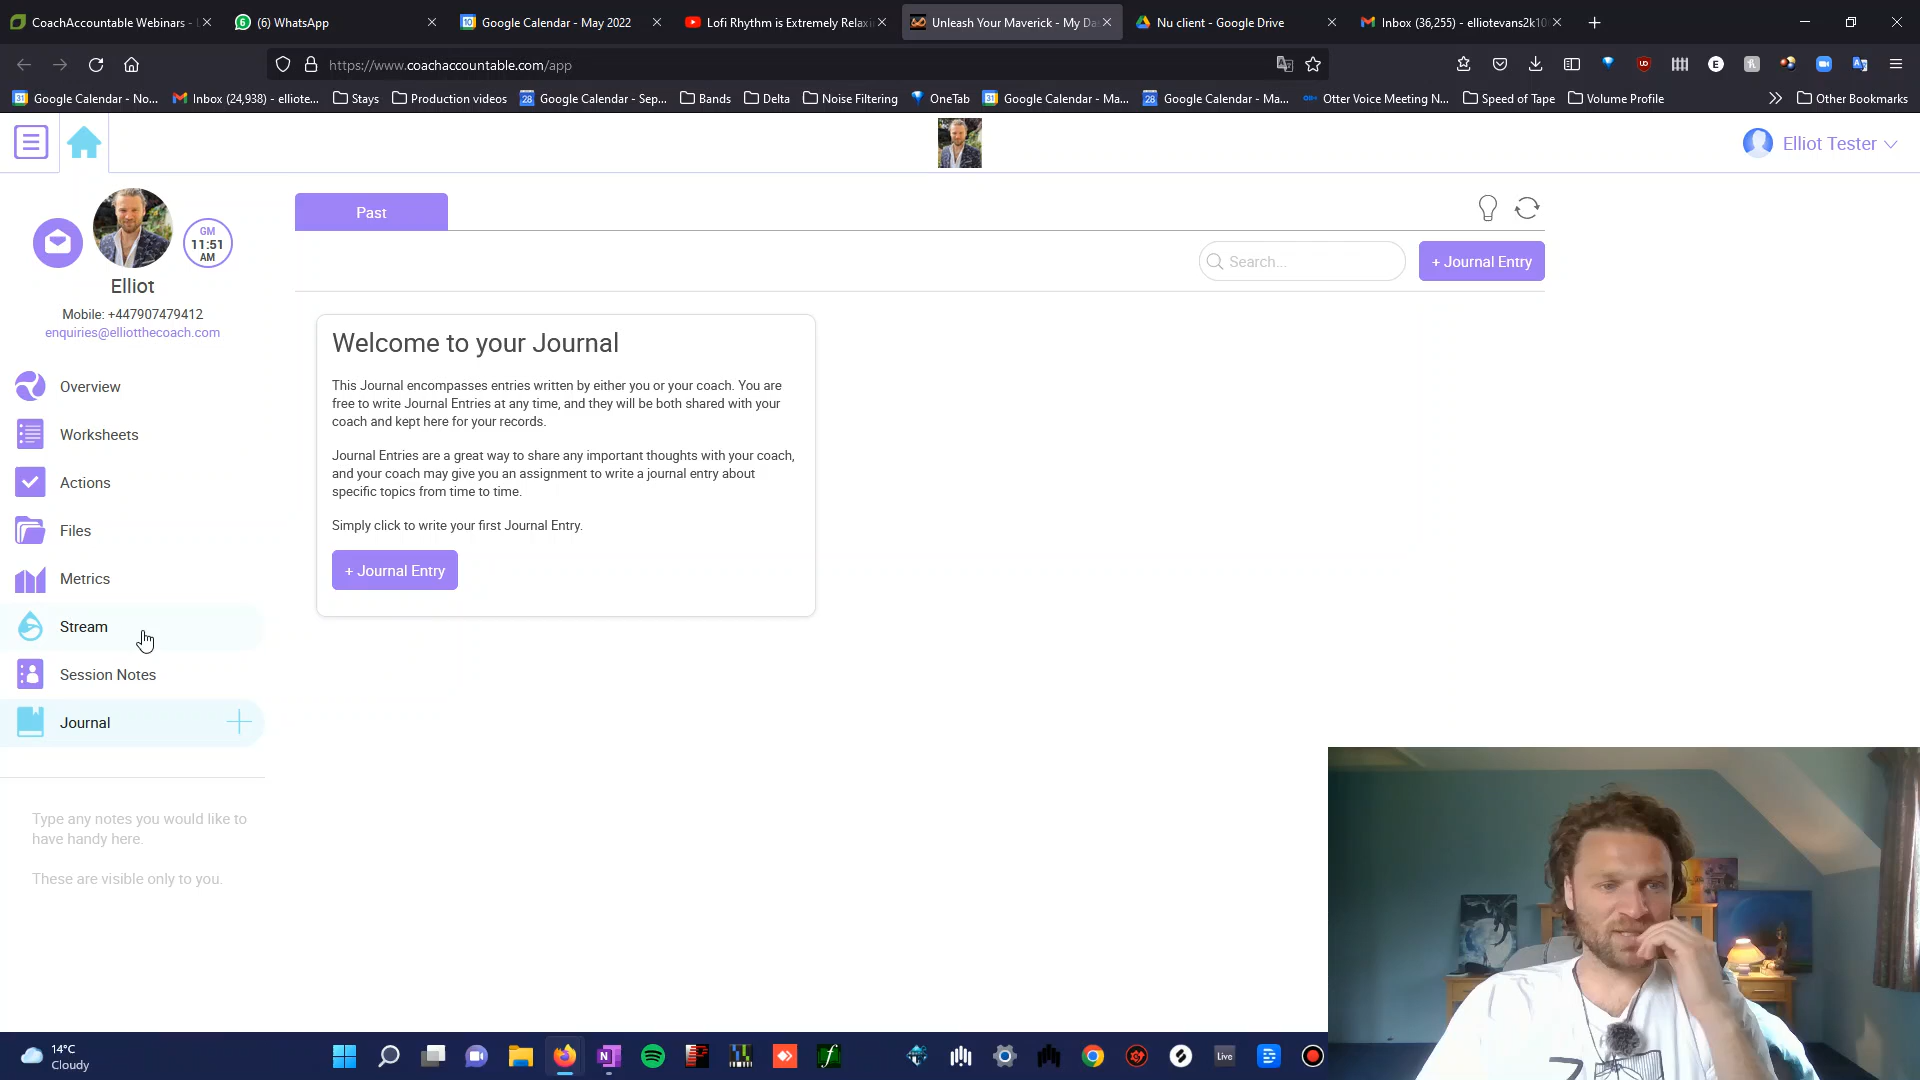 CoachAccountable Webinars -
(6) WhatsApp
Google Calendar - May 2022
Lofi Rhythm is Extremely Relaxi
Unleash Your Maverick - My Da
Nu client - Google Drive
Inbox (36,255) - elliotevans2k10
https://www.coachaccountable.com/app
Google Calendar - No...
Inbox (24,938) - elliote...
Stays
Production videos
Google Calendar - Sep...
Bands
Delta
Noise Filtering
OneTab
Google Calendar - Ma...
Google Calendar - Ma...
Otter Voice Meeting N...
Speed of Tape
Volume Profile
Other Bookmarks
Elliot Tester
GM
11:51
AM
Elliot
Mobile: +447907479412
enquiries@elliotthecoach.com
Overview
Worksheets
Actions
Files
Metrics
Stream
Session Notes
Journal
Type any notes you would like to
have handy here.
These are visible only to you.
Past
Search...
+ Journal Entry
Welcome to your Journal
This Journal encompasses entries written by either you or your coach. You are
free to write Journal Entries at any time, and they will be both shared with your
coach and kept here for your records.
Journal Entries are a great way to share any important thoughts with your coach,
and your coach may give you an assignment to write a journal entry about
specific topics from time to time.
Simply click to write your first Journal Entry.
+ Journal Entry
14°C
Cloudy
Live